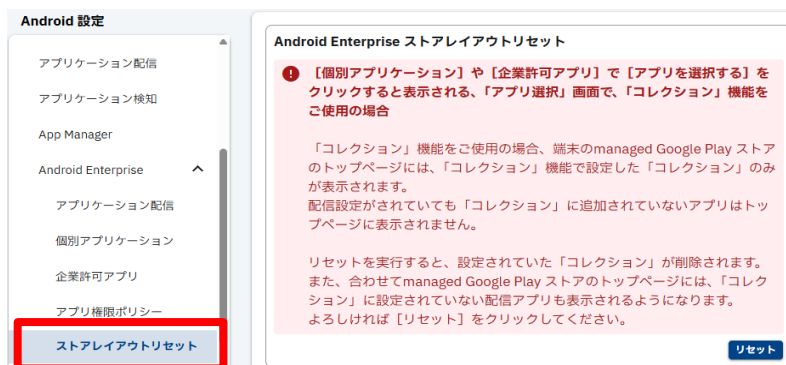 Android 設定
アプリケーション配信
アプリケーション検知
App Manager
Android Enterprise
アプリケーション配信
個別アプリケーション
企業許可アプリ
アプリ権限ポリシー
ストアレイアウトリセット
Android Enterprise ストアレイアウトリセット
［個別アプリケーション］や［企業許可アプリ］で［アプリを選択する］を
クリックすると表示される、「アプリ選択」画面で、「コレクション」機能を
ご使用の場合
「コレクション」機能をご使用の場合、端末のmanaged Google Play ストア
のトップページには、「コレクション」機能で設定した「コレクション」のみ
が表示されます。
配信設定がされていても「コレクション」に追加されていないアプリはトッ
プページに表示されません。
リセットを実行すると、設定されていた「コレクション」が削除されます。
また、合わせてmanaged Google Play ストアのトップページには、「コレク
ション」に設定されていない配信アプリも表示されるようになります。
よろしければ［リセット］をクリックしてください。
リセット